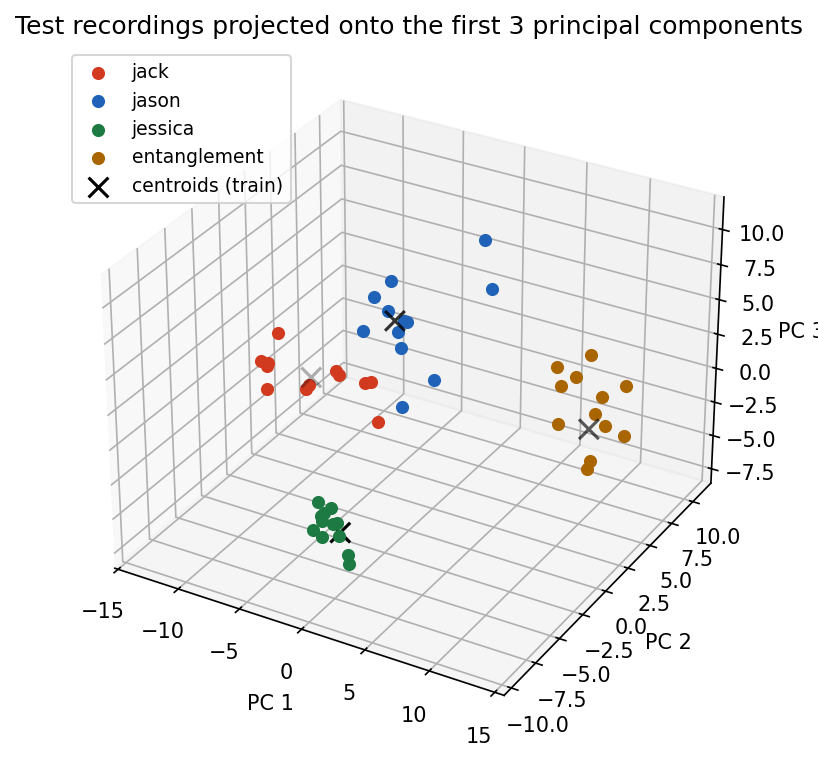 Test recordings projected onto the first 3 principal components
jack
jason
jessica
entanglement
centroids (train)
10.0
7.5
5.0
2.5
0.0
−2.5
−5.0
−7.5
PC 3
10.0
7.5
5.0
2.5
0.0
−2.5
−5.0
−7.5
−10.0
PC 2
−15
−10
−5
0
5
10
15
PC 1